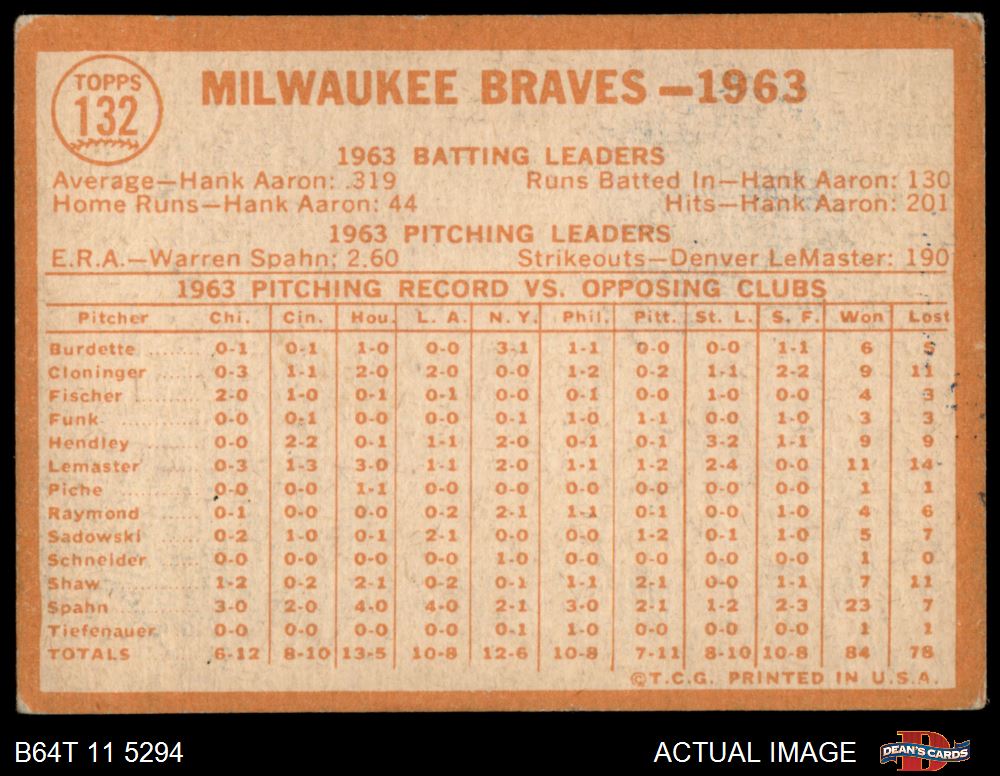 TOPPS
132
MILWAUKEE BRAVES—1963
1963 BATTING LEADERS
Average—Hank Aaron: .319 Runs Batted In—Hank Aaron: 130
Home Runs—Hank Aaron: 44 Hits—Hank Aaron: 201
1963 PITCHING LEADERS
E.R.A.—Warren Spahn: 2.60 Strikeouts—Denver LeMaster: 190
1963 PITCHING RECORD VS. OPPOSING CLUBS
Pitcher Chi. Cin. Hou. L. A. N. Y. Phil. Pitt. St. L. S. F. Won Lost
Burdette ........ 0-1 0-1 1-0 0-0 3-1 1-1 0-0 0-0 1-1 6 5
Cloninger ...... 0-3 1-1 2-0 2-0 0-0 1-2 0-2 1-1 2-2 9 11
Fischer .......... 2-0 1-0 0-1 0-1 0-0 0-1 0-0 1-0 0-0 4 3
Funk ............. 0-0 0-1 0-0 0-0 0-1 1-0 1-1 0-0 1-0 3 3
Hendley ........ 0-0 2-2 0-1 1-1 2-0 0-1 0-1 3-2 1-1 9 9
Lemaster ...... 0-3 1-3 3-0 1-1 2-0 1-1 1-2 2-4 0-0 11 14
Piche ............ 0-0 0-0 1-1 0-0 0-0 0-0 0-0 0-0 0-0 1 1
Raymond ...... 0-1 0-0 0-0 0-2 2-1 1-1 0-1 0-0 1-0 4 6
Sadowski ...... 0-2 1-0 0-1 2-1 0-0 0-0 1-2 0-1 1-0 5 7
Schneider ...... 0-0 0-0 0-0 0-0 1-0 0-0 0-0 0-0 0-0 1 0
Shaw ............ 1-2 0-2 2-1 0-2 0-1 1-1 2-1 0-0 1-1 7 11
Spahn ........... 3-0 2-0 4-0 4-0 2-1 3-0 2-1 1-2 2-3 23 7
Tiefenauer ..... 0-0 0-0 0-0 0-0 0-1 1-0 0-0 0-0 0-0 1 1
TOTALS 6-12 8-10 13-5 10-8 12-6 10-8 7-11 8-10 10-8 84 78
©T.C.G. PRINTED IN U.S.A.
B64T 11 5294 ACTUAL IMAGE DEAN'S CARDS